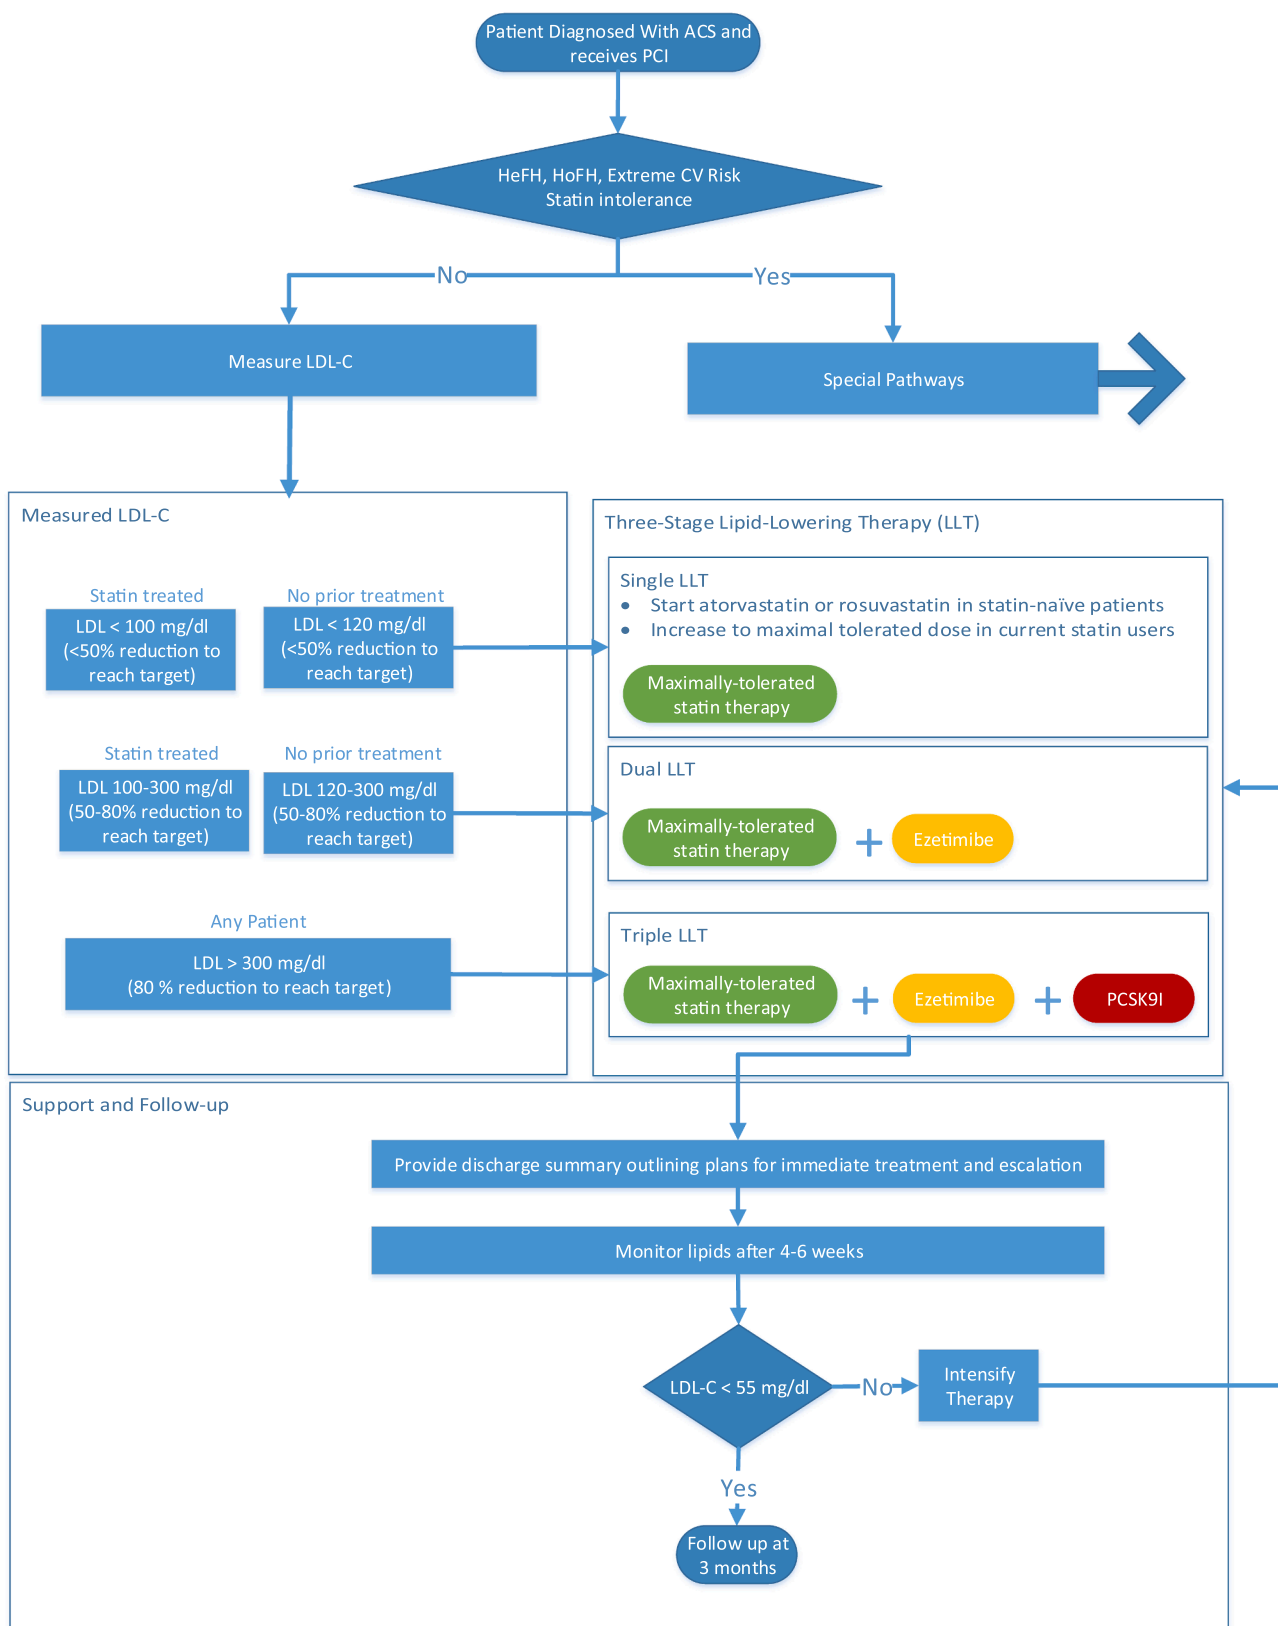 Patient Diagnosed With ACS and
receives PCI
HeFH, HoFH, Extreme CV Risk
Statin intolerance
No
Yes
Measure LDL-C
Special Pathways
Measured LDL-C
Statin treated
LDL < 100 mg/dl
(<50% reduction to
reach target)
No prior treatment
LDL < 120 mg/dl
(<50% reduction to
reach target)
Statin treated
LDL 100-300 mg/dl
(50-80% reduction to
reach target)
No prior treatment
LDL 120-300 mg/dl
(50-80% reduction to
reach target)
Any Patient
LDL > 300 mg/dl
(80 % reduction to reach target)
Three-Stage Lipid-Lowering Therapy (LLT)
Single LLT
• Start atorvastatin or rosuvastatin in statin-naïve patients
• Increase to maximal tolerated dose in current statin users
Maximally-tolerated
statin therapy
Dual LLT
Maximally-tolerated
statin therapy
+
Ezetimibe
Triple LLT
Maximally-tolerated
statin therapy
+
Ezetimibe
+
PCSK9I
Support and Follow-up
Provide discharge summary outlining plans for immediate treatment and escalation
Monitor lipids after 4-6 weeks
LDL-C < 55 mg/dl
No
Intensify
Therapy
Yes
Follow up at
3 months